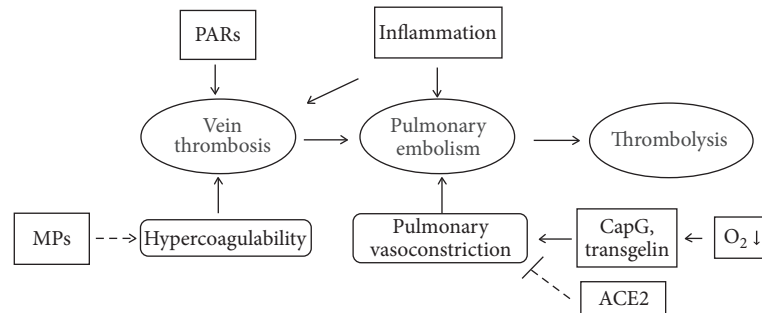 PARs
Inflammation
Vein
thrombosis
Pulmonary
embolism
Thrombolysis
MPs
Hypercoagulability
Pulmonary
vasoconstriction
CapG,
transgelin
O₂ ↓
ACE2